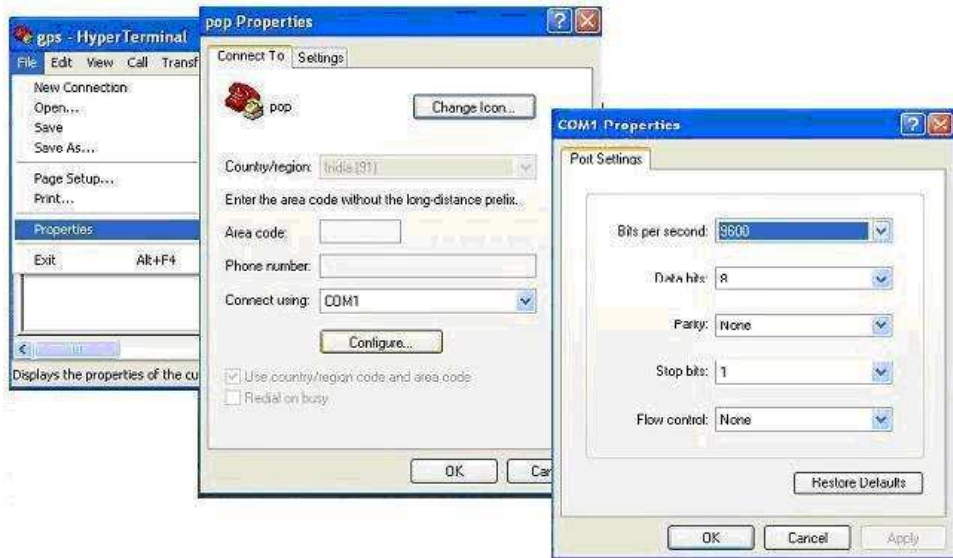 gps - HyperTerminal
File Edit View Call Transf
New Connection
Open...
Save
Save As...
Page Setup...
Print...
Properties
Exit Alt+F4
Displays the properties of the cu
pop Properties
Connect To Settings
pop
Change Icon...
Country/region: India (91)
Enter the area code without the long-distance prefix.
Area code:
Phone number:
Connect using: COM1
Configure...
Use country/region code and area code
Redial on busy
OK Can
COM1 Properties
Port Settings
Bits per second: 9600
Data bits: 8
Parity: None
Stop bits: 1
Flow control: None
Restore Defaults
OK Cancel Apply